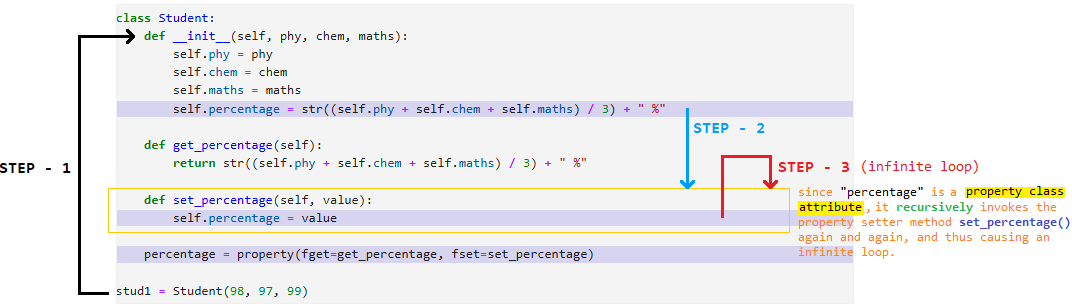 class Student:
def __init__(self, phy, chem, maths):
self.phy = phy
self.chem = chem
self.maths = maths
self.percentage = str((self.phy + self.chem + self.maths) / 3) + " %"
STEP - 2
def get_percentage(self):
return str((self.phy + self.chem + self.maths) / 3) + " %"
STEP - 1
STEP - 3 (infinite loop)
since "percentage" is a property class
attribute, it recursively invokes the
property setter method set_percentage()
again and again, and thus causing an
infinite loop.
def set_percentage(self, value):
self.percentage = value
percentage = property(fget=get_percentage, fset=set_percentage)
stud1 = Student(98, 97, 99)